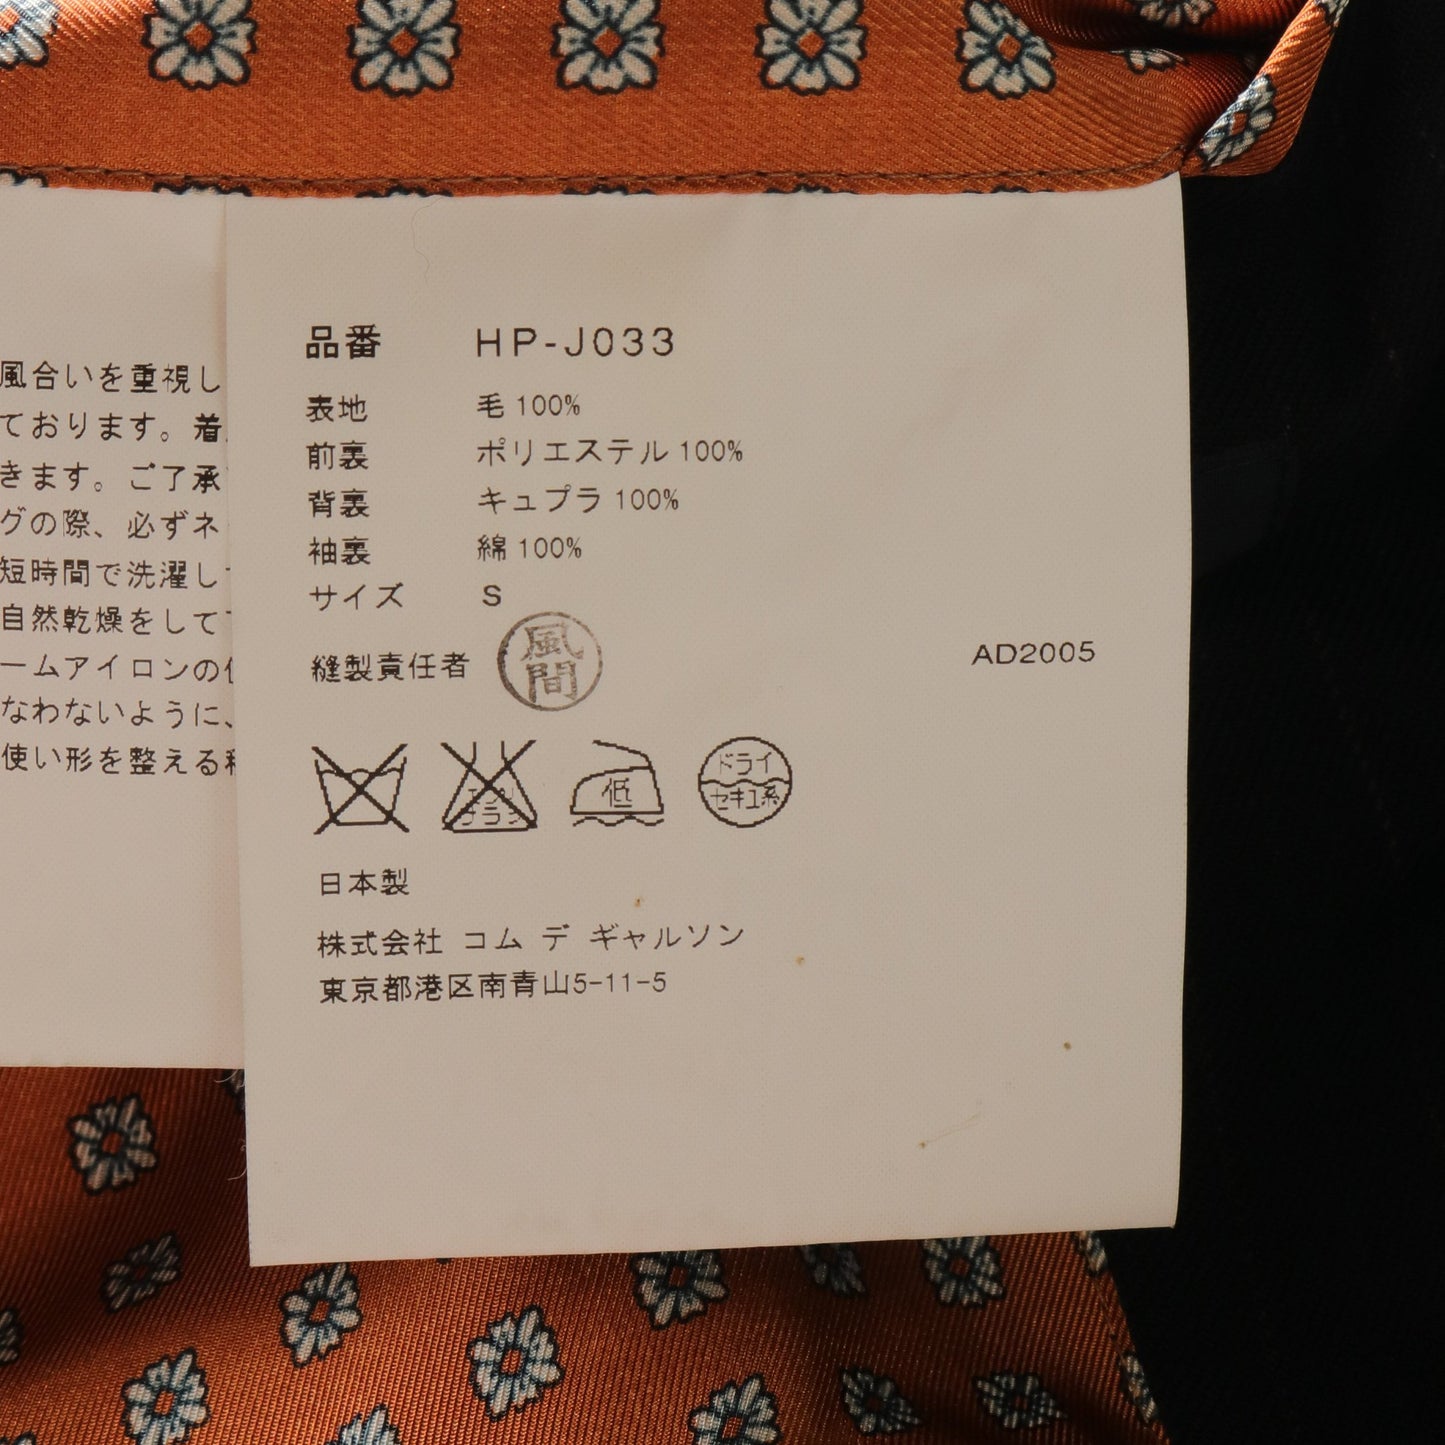 風合いを重視し
ております。着
きます。ご了承
グの際、必ずネ
短時間で洗濯し
自然乾燥をして
ームアイロンの
なわないように、
使い形を整える
品番 HP-J033
表地 毛 100%
前裏 ポリエステル 100%
背裏 キュプラ 100%
袖裏 綿 100%
サイズ S
縫製責任者 風間
AD2005
エンソ
サラシ
低
ドライ
セキユ系
日本製
株式会社 コム デ ギャルソン
東京都港区南青山5-11-5